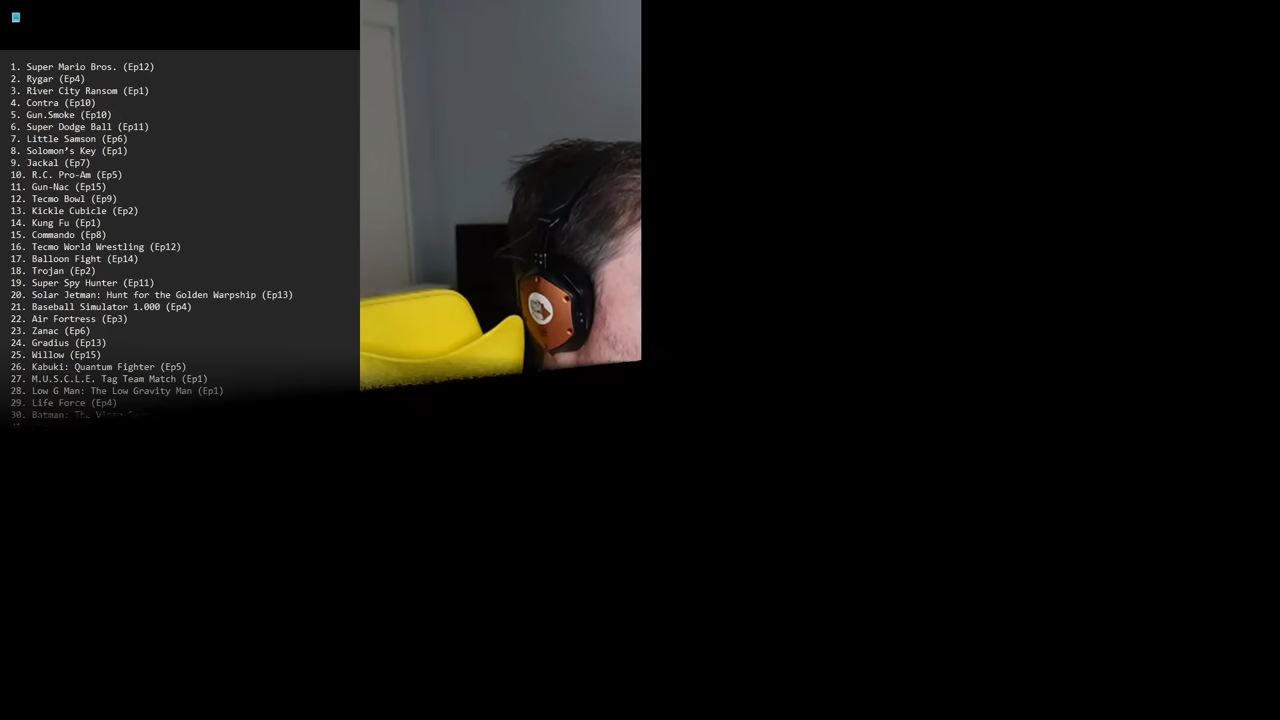 1. Super Mario Bros. (Ep12)
2. Rygar (Ep4)
3. River City Ransom (Ep1)
4. Contra (Ep10)
5. Gun.Smoke (Ep10)
6. Super Dodge Ball (Ep11)
7. Little Samson (Ep6)
8. Solomon's Key (Ep1)
9. Jackal (Ep7)
10. R.C. Pro-Am (Ep5)
11. Gun-Nac (Ep15)
12. Tecmo Bowl (Ep9)
13. Kickle Cubicle (Ep2)
14. Kung Fu (Ep1)
15. Commando (Ep8)
16. Tecmo World Wrestling (Ep12)
17. Balloon Fight (Ep14)
18. Trojan (Ep2)
19. Super Spy Hunter (Ep11)
20. Solar Jetman: Hunt for the Golden Warpship (Ep13)
21. Baseball Simulator 1.000 (Ep4)
22. Air Fortress (Ep3)
23. Zanac (Ep6)
24. Gradius (Ep13)
25. Willow (Ep15)
26. Kabuki: Quantum Fighter (Ep5)
27. M.U.S.C.L.E. Tag Team Match (Ep1)
28. Low G Man: The Low Gravity Man (Ep1)
29. Life Force (Ep4)
30. Batman: The Video